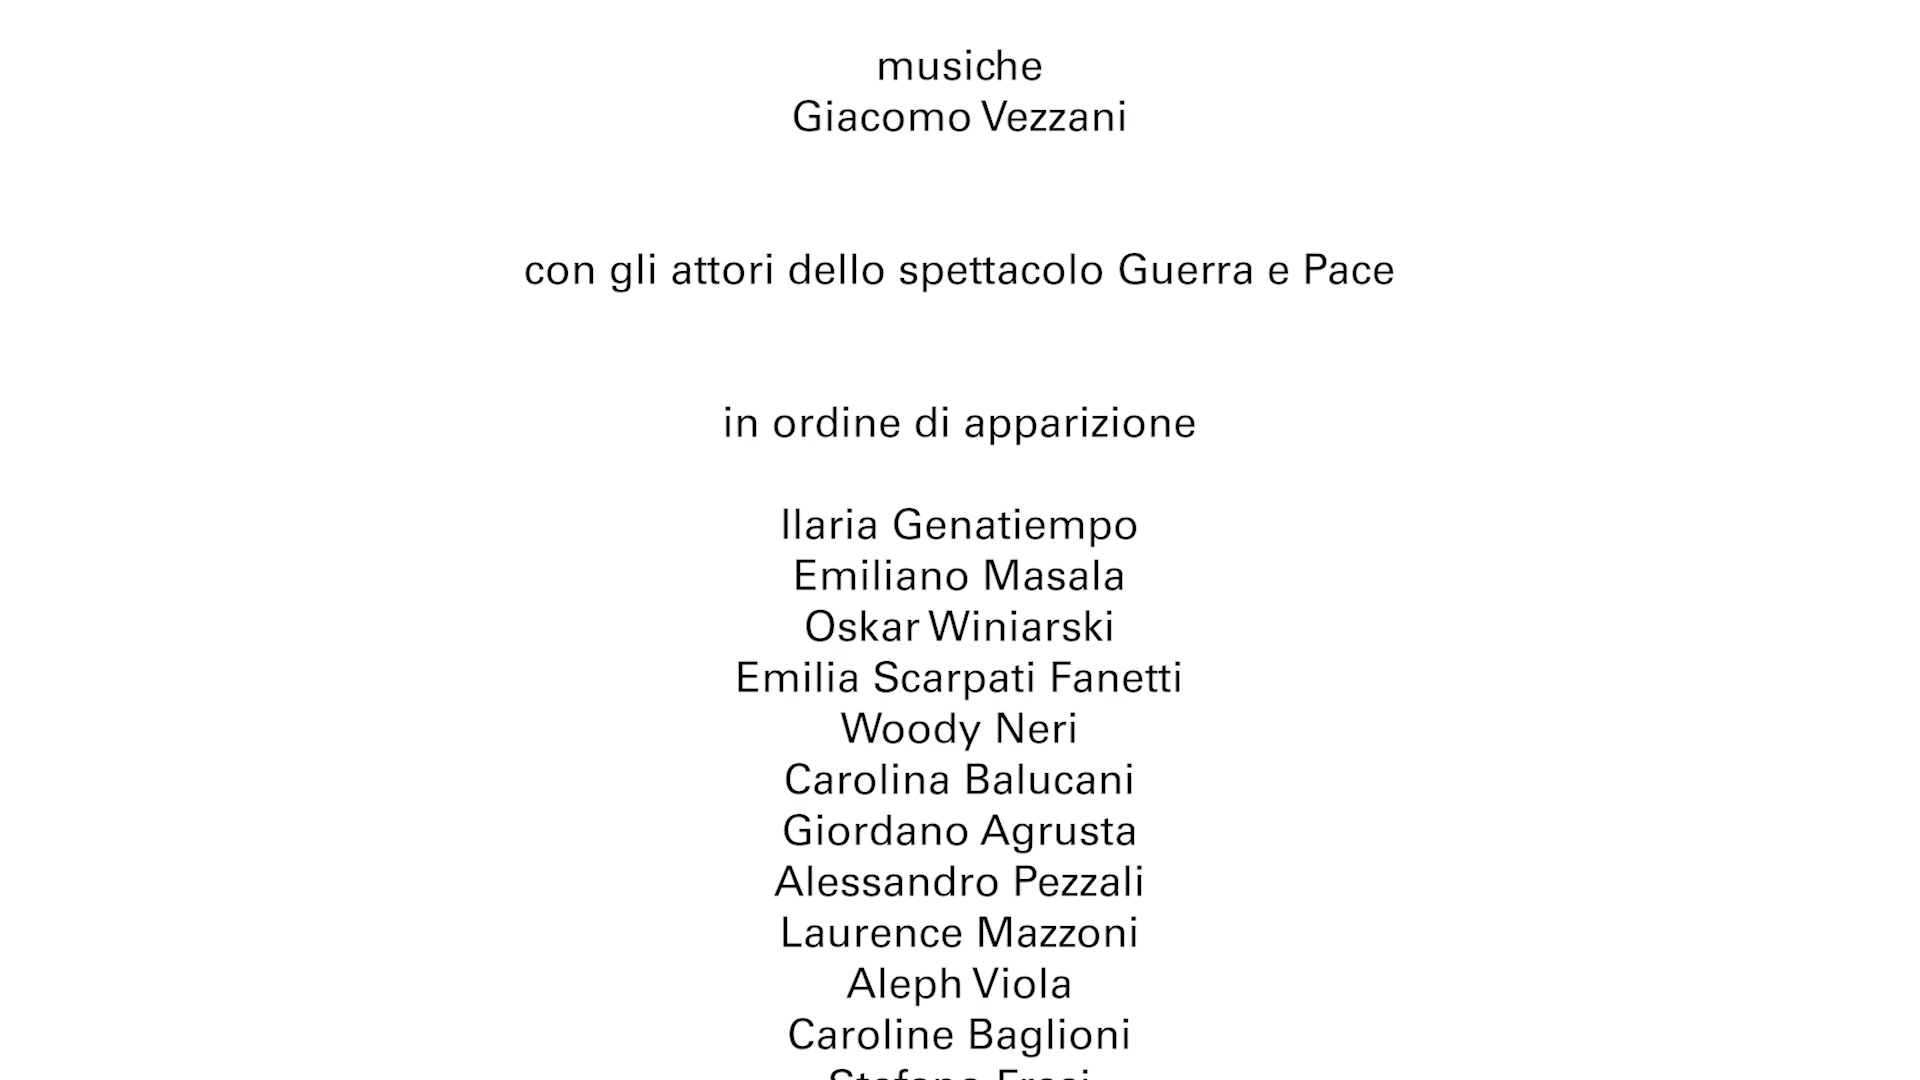 musiche
Giacomo Vezzani
con gli attori dello spettacolo Guerra e Pace
in ordine di apparizione
Ilaria Genatiempo
Emiliano Masala
Oskar Winiarski
Emilia Scarpati Fanetti
Woody Neri
Carolina Balucani
Giordano Agrusta
Alessandro Pezzali
Laurence Mazzoni
Aleph Viola
Caroline Baglioni